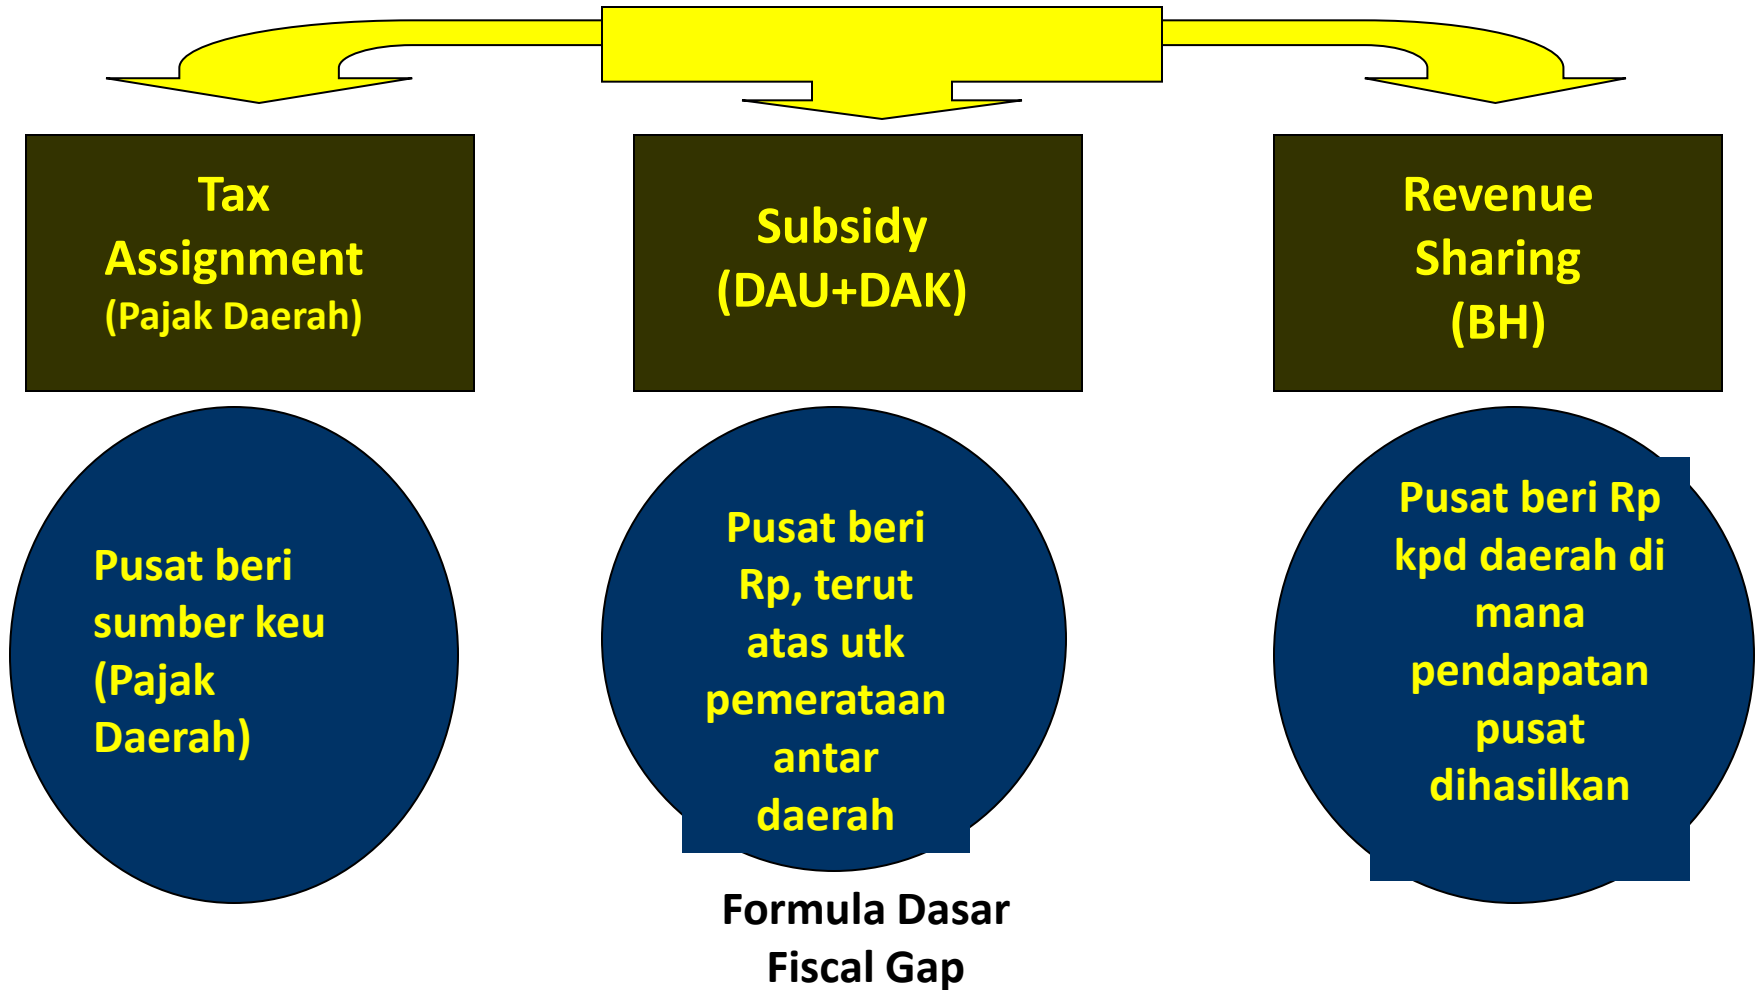 Tax
Assignment
(Pajak Daerah)
Subsidy
(DAU+DAK)
Revenue
Sharing
(BH)
Pusat beri
sumber keu
(Pajak
Daerah)
Pusat beri
Rp, terut
atas utk
pemerataan
antar
daerah
Pusat beri Rp
kpd daerah di
mana
pendapatan
pusat
dihasilkan
Formula Dasar
Fiscal Gap